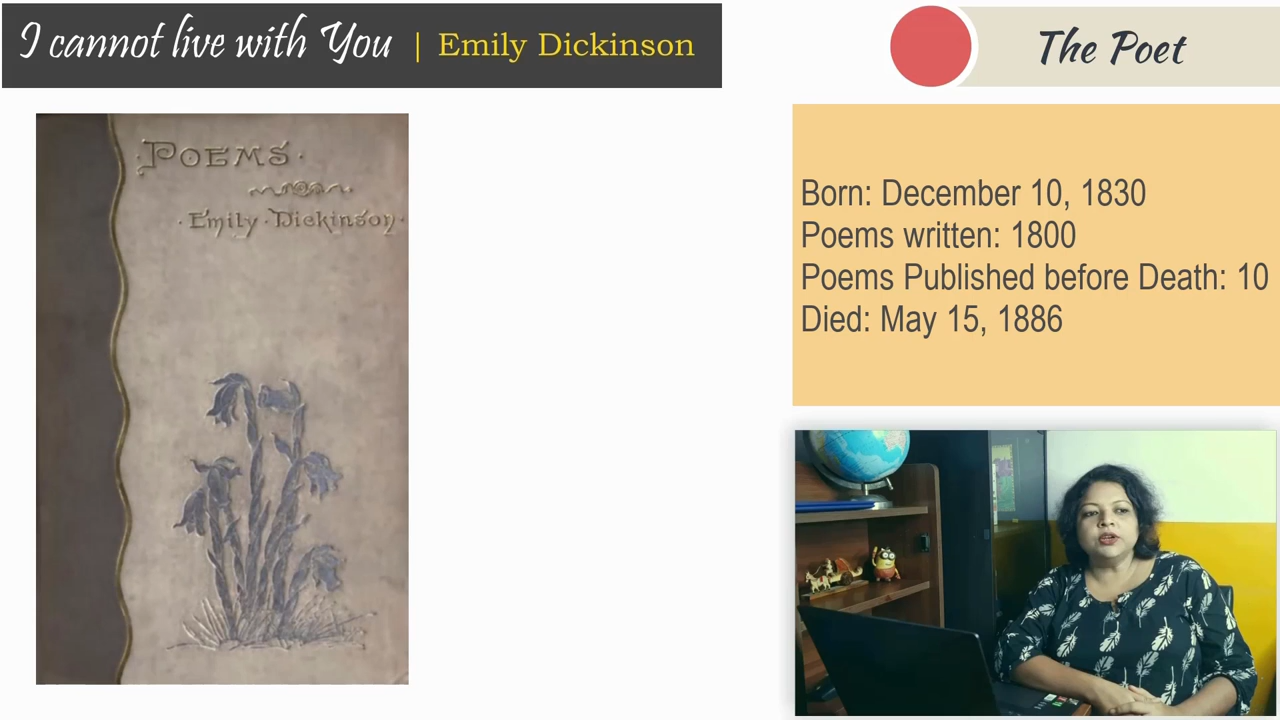 I cannot live with You | Emily Dickinson
The Poet
·POEMS·
·Emily·Dickinson·
Born: December 10, 1830
Poems written: 1800
Poems Published before Death: 10
Died: May 15, 1886